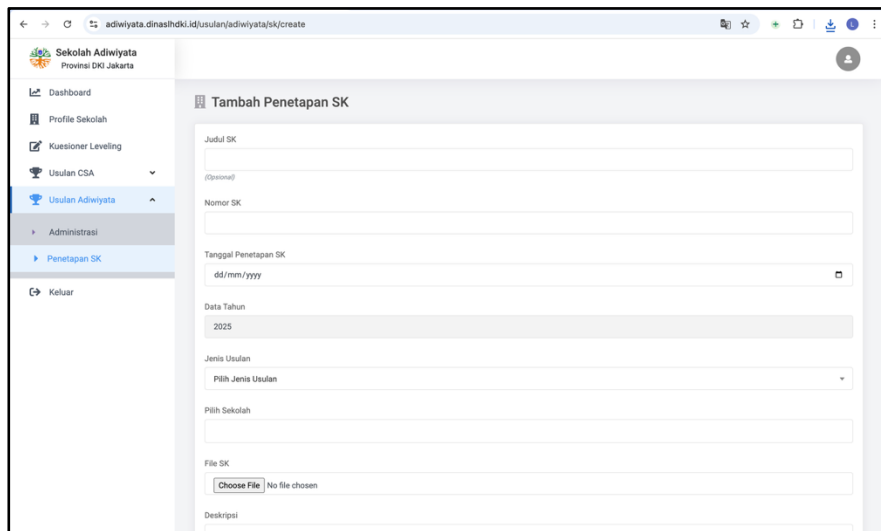 adiwiyata.dinaslhdki.id/usulan/adiwiyata/sk/create
L
Sekolah Adiwiyata
Provinsi DKI Jakarta
Dashboard
Profile Sekolah
Kuesioner Leveling
Usulan CSA
Usulan Adiwiyata
Administrasi
Penetapan SK
Keluar
Tambah Penetapan SK
Judul SK
(Opsional)
Nomor SK
Tanggal Penetapan SK
dd/mm/yyyy
Data Tahun
2025
Jenis Usulan
Pilih Jenis Usulan
Pilih Sekolah
File SK
Choose File No file chosen
Deskripsi